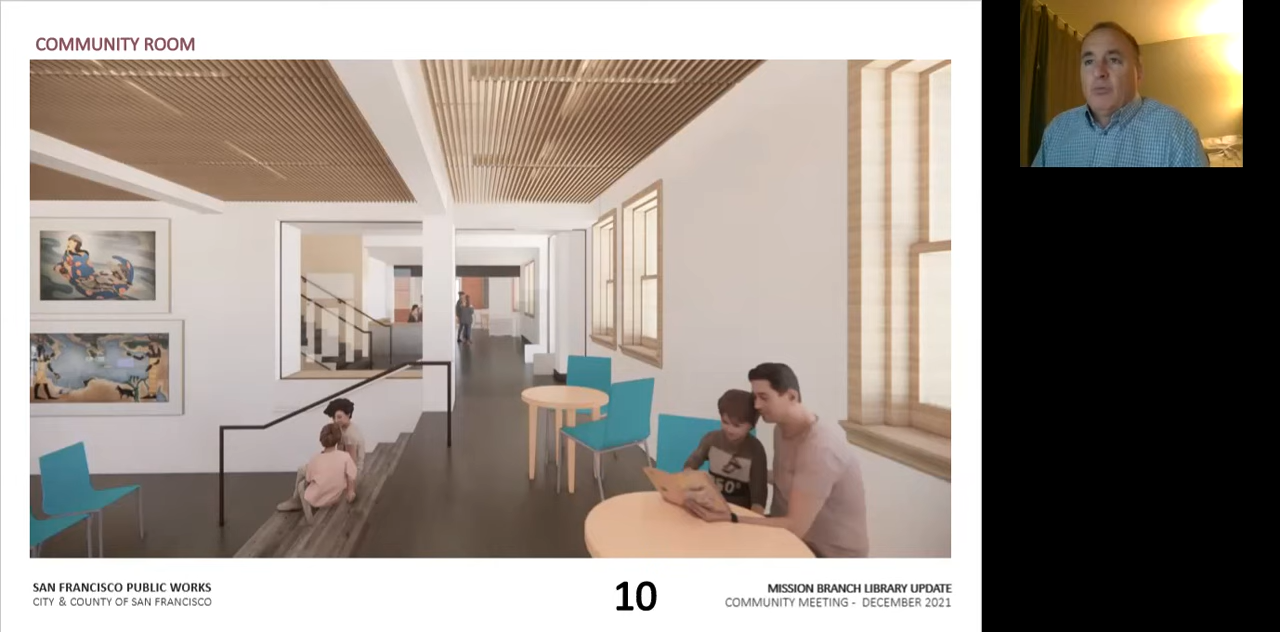 COMMUNITY ROOM
50°
SAN FRANCISCO PUBLIC WORKS
CITY & COUNTY OF SAN FRANCISCO
10
MISSION BRANCH LIBRARY UPDATE
COMMUNITY MEETING - DECEMBER 2021